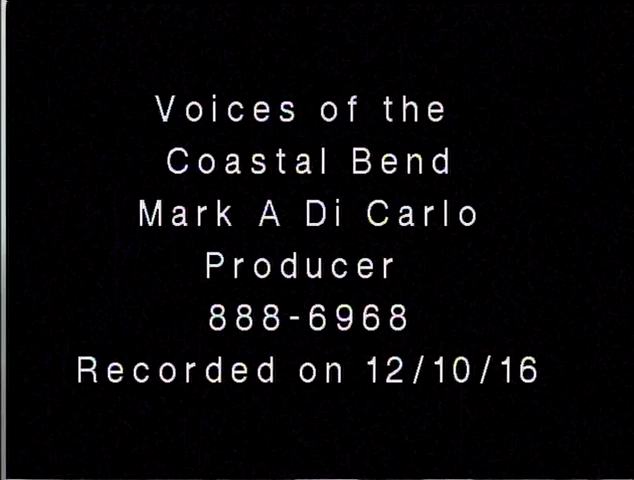 Voices of the
Coastal Bend
Mark A Di Carlo
Producer
888-6968
Recorded on 12/10/16